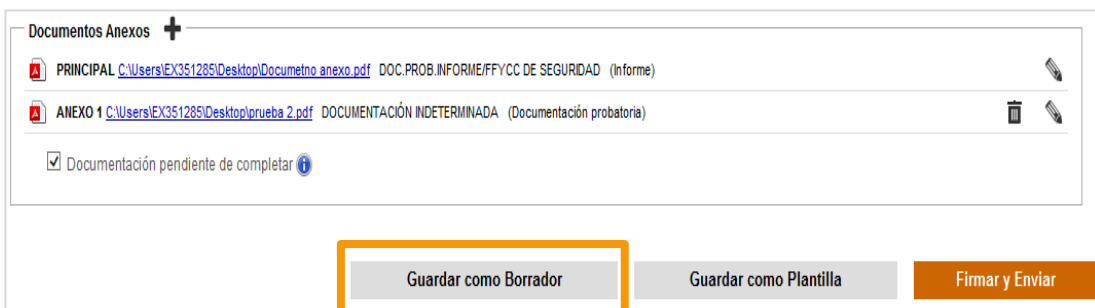 Documentos Anexos
PRINCIPAL C:\Users\EX351285\Desktop\Documetno anexo.pdf DOC.PROB.INFORME/FFYCC DE SEGURIDAD (Informe)
ANEXO 1 C:\Users\EX351285\Desktop\prueba 2.pdf DOCUMENTACIÓN INDETERMINADA (Documentación probatoria)
Documentación pendiente de completar
Guardar como Borrador Guardar como Plantilla Firmar y Enviar